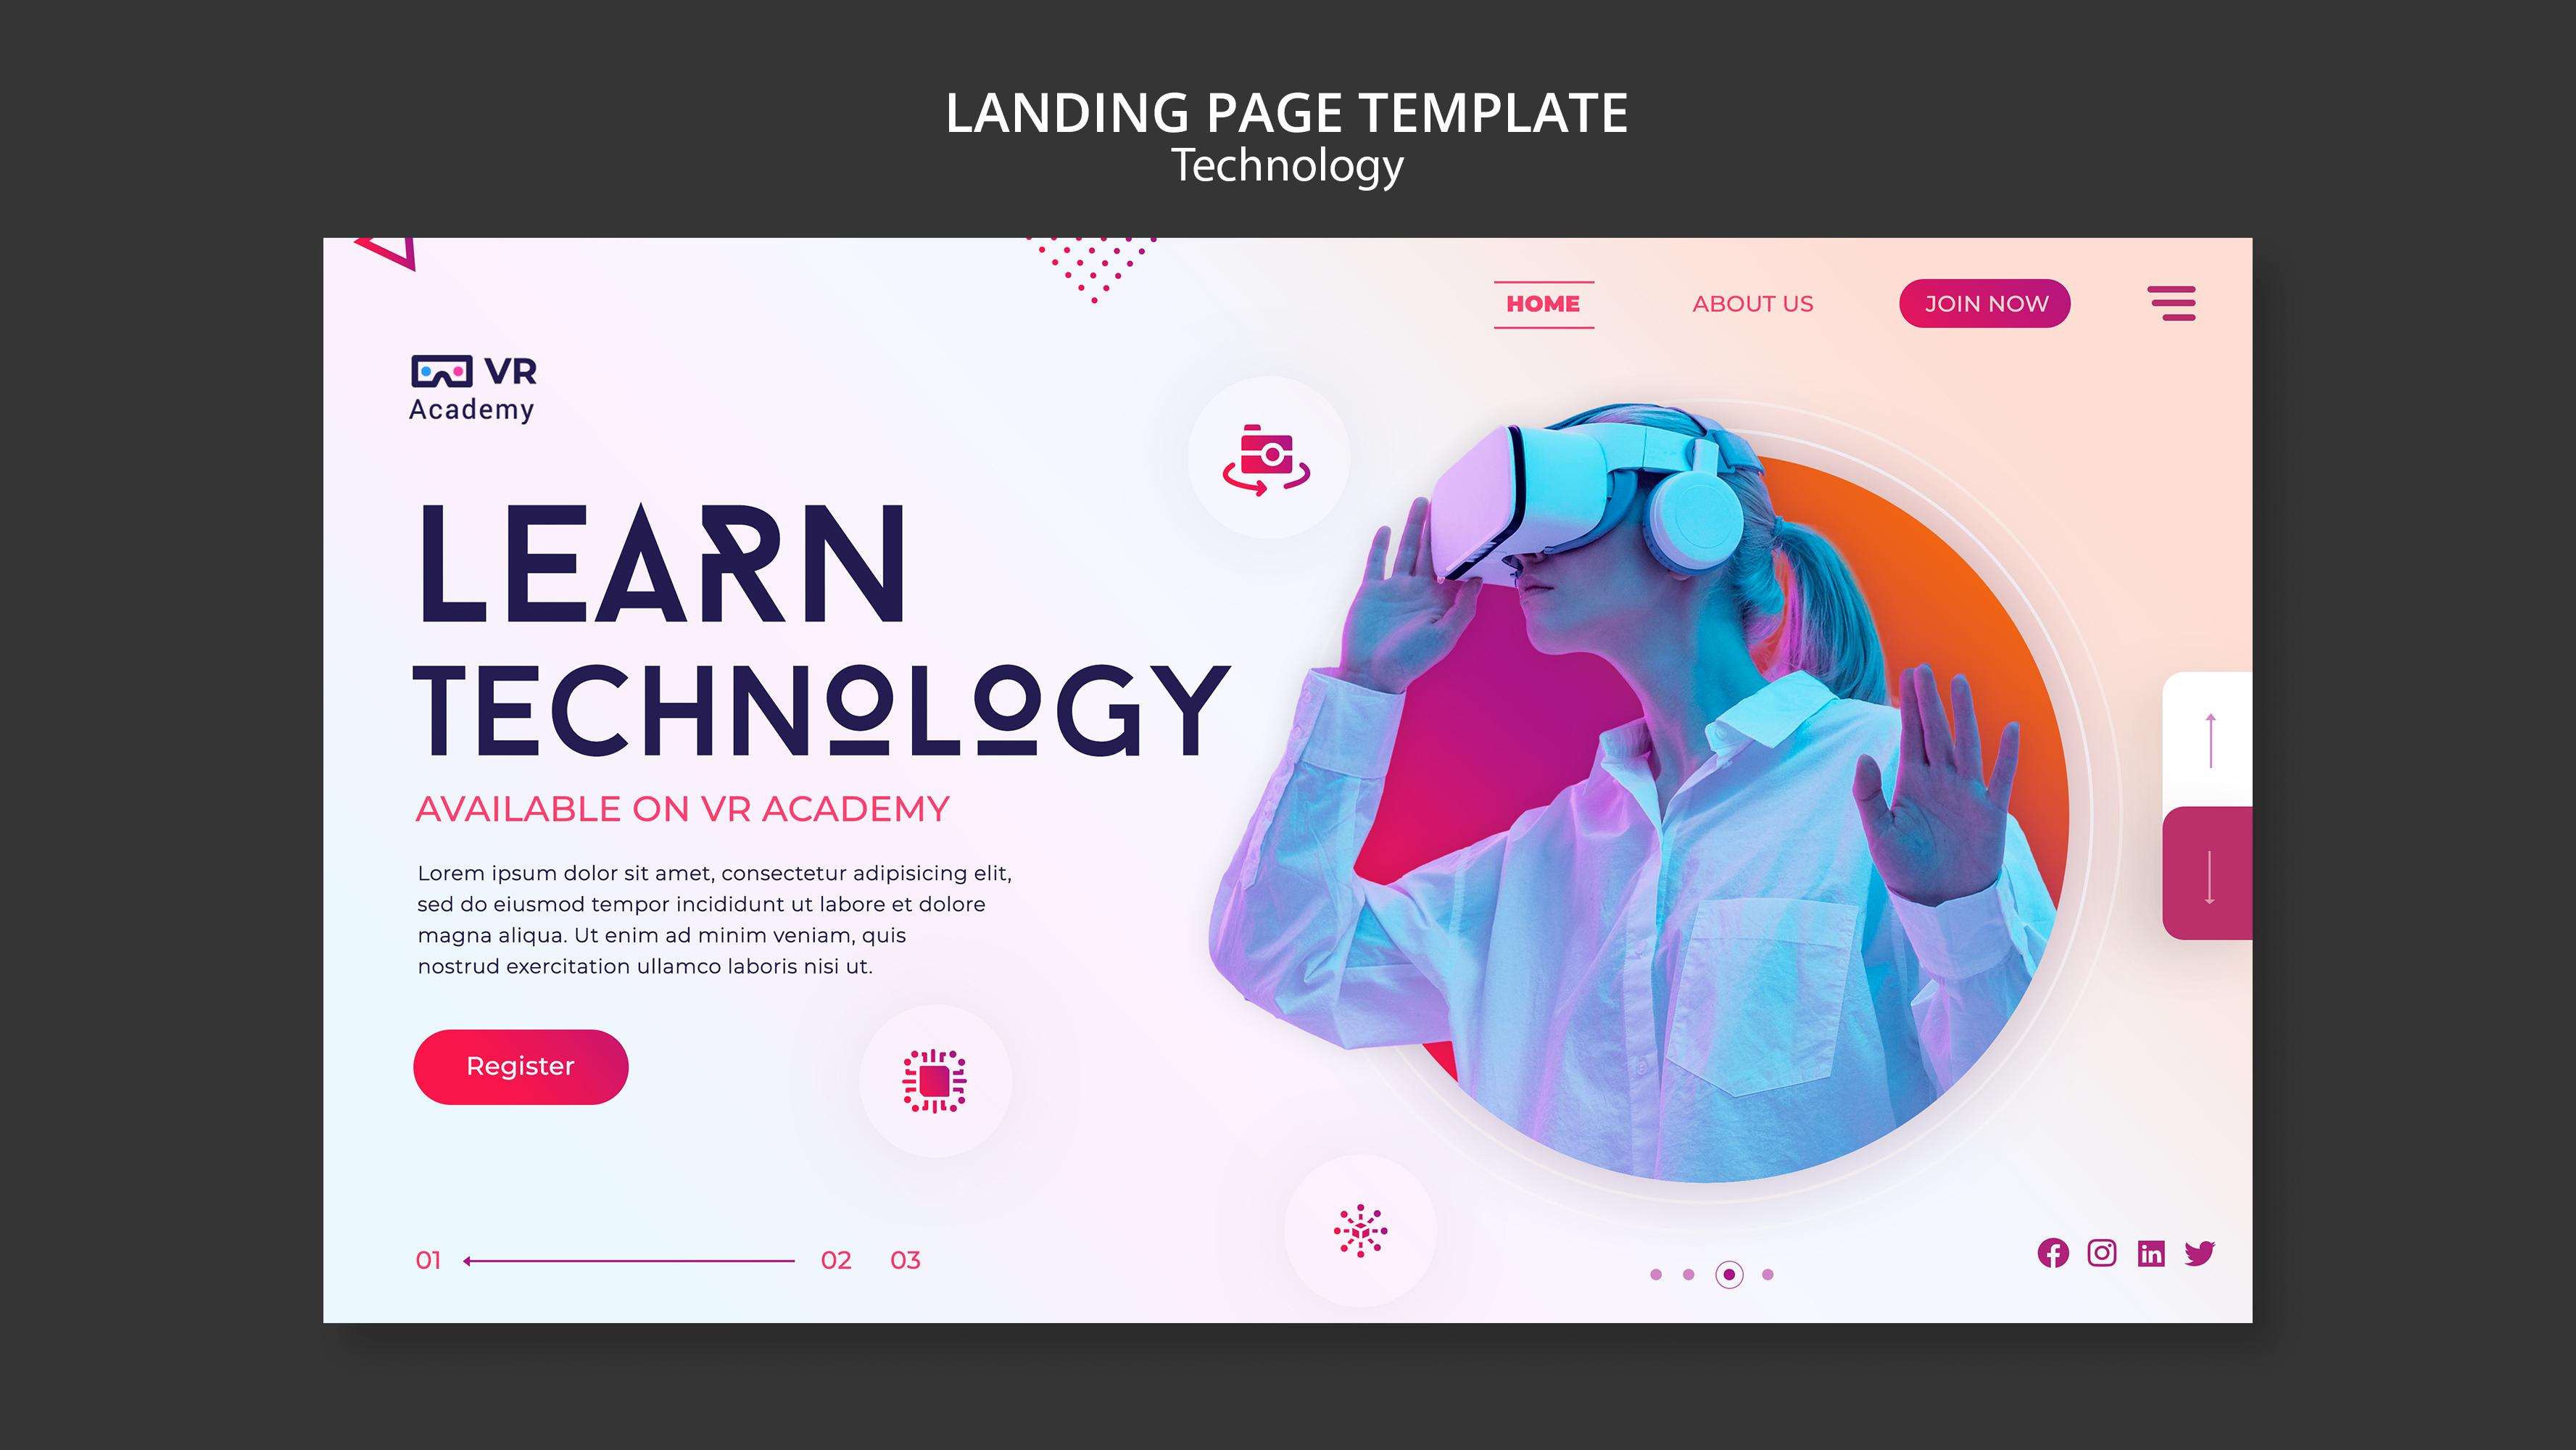 LANDING PAGE TEMPLATE
Technology
HOME
ABOUT US
JOIN NOW
VR
Academy
LEARN
TECHNOLOGY
AVAILABLE ON VR ACADEMY
Lorem ipsum dolor sit amet, consectetur adipisicing elit,
sed do eiusmod tempor incididunt ut labore et dolore
magna aliqua. Ut enim ad minim veniam, quis
nostrud exercitation ullamco laboris nisi ut.
Register
01
02
03
in